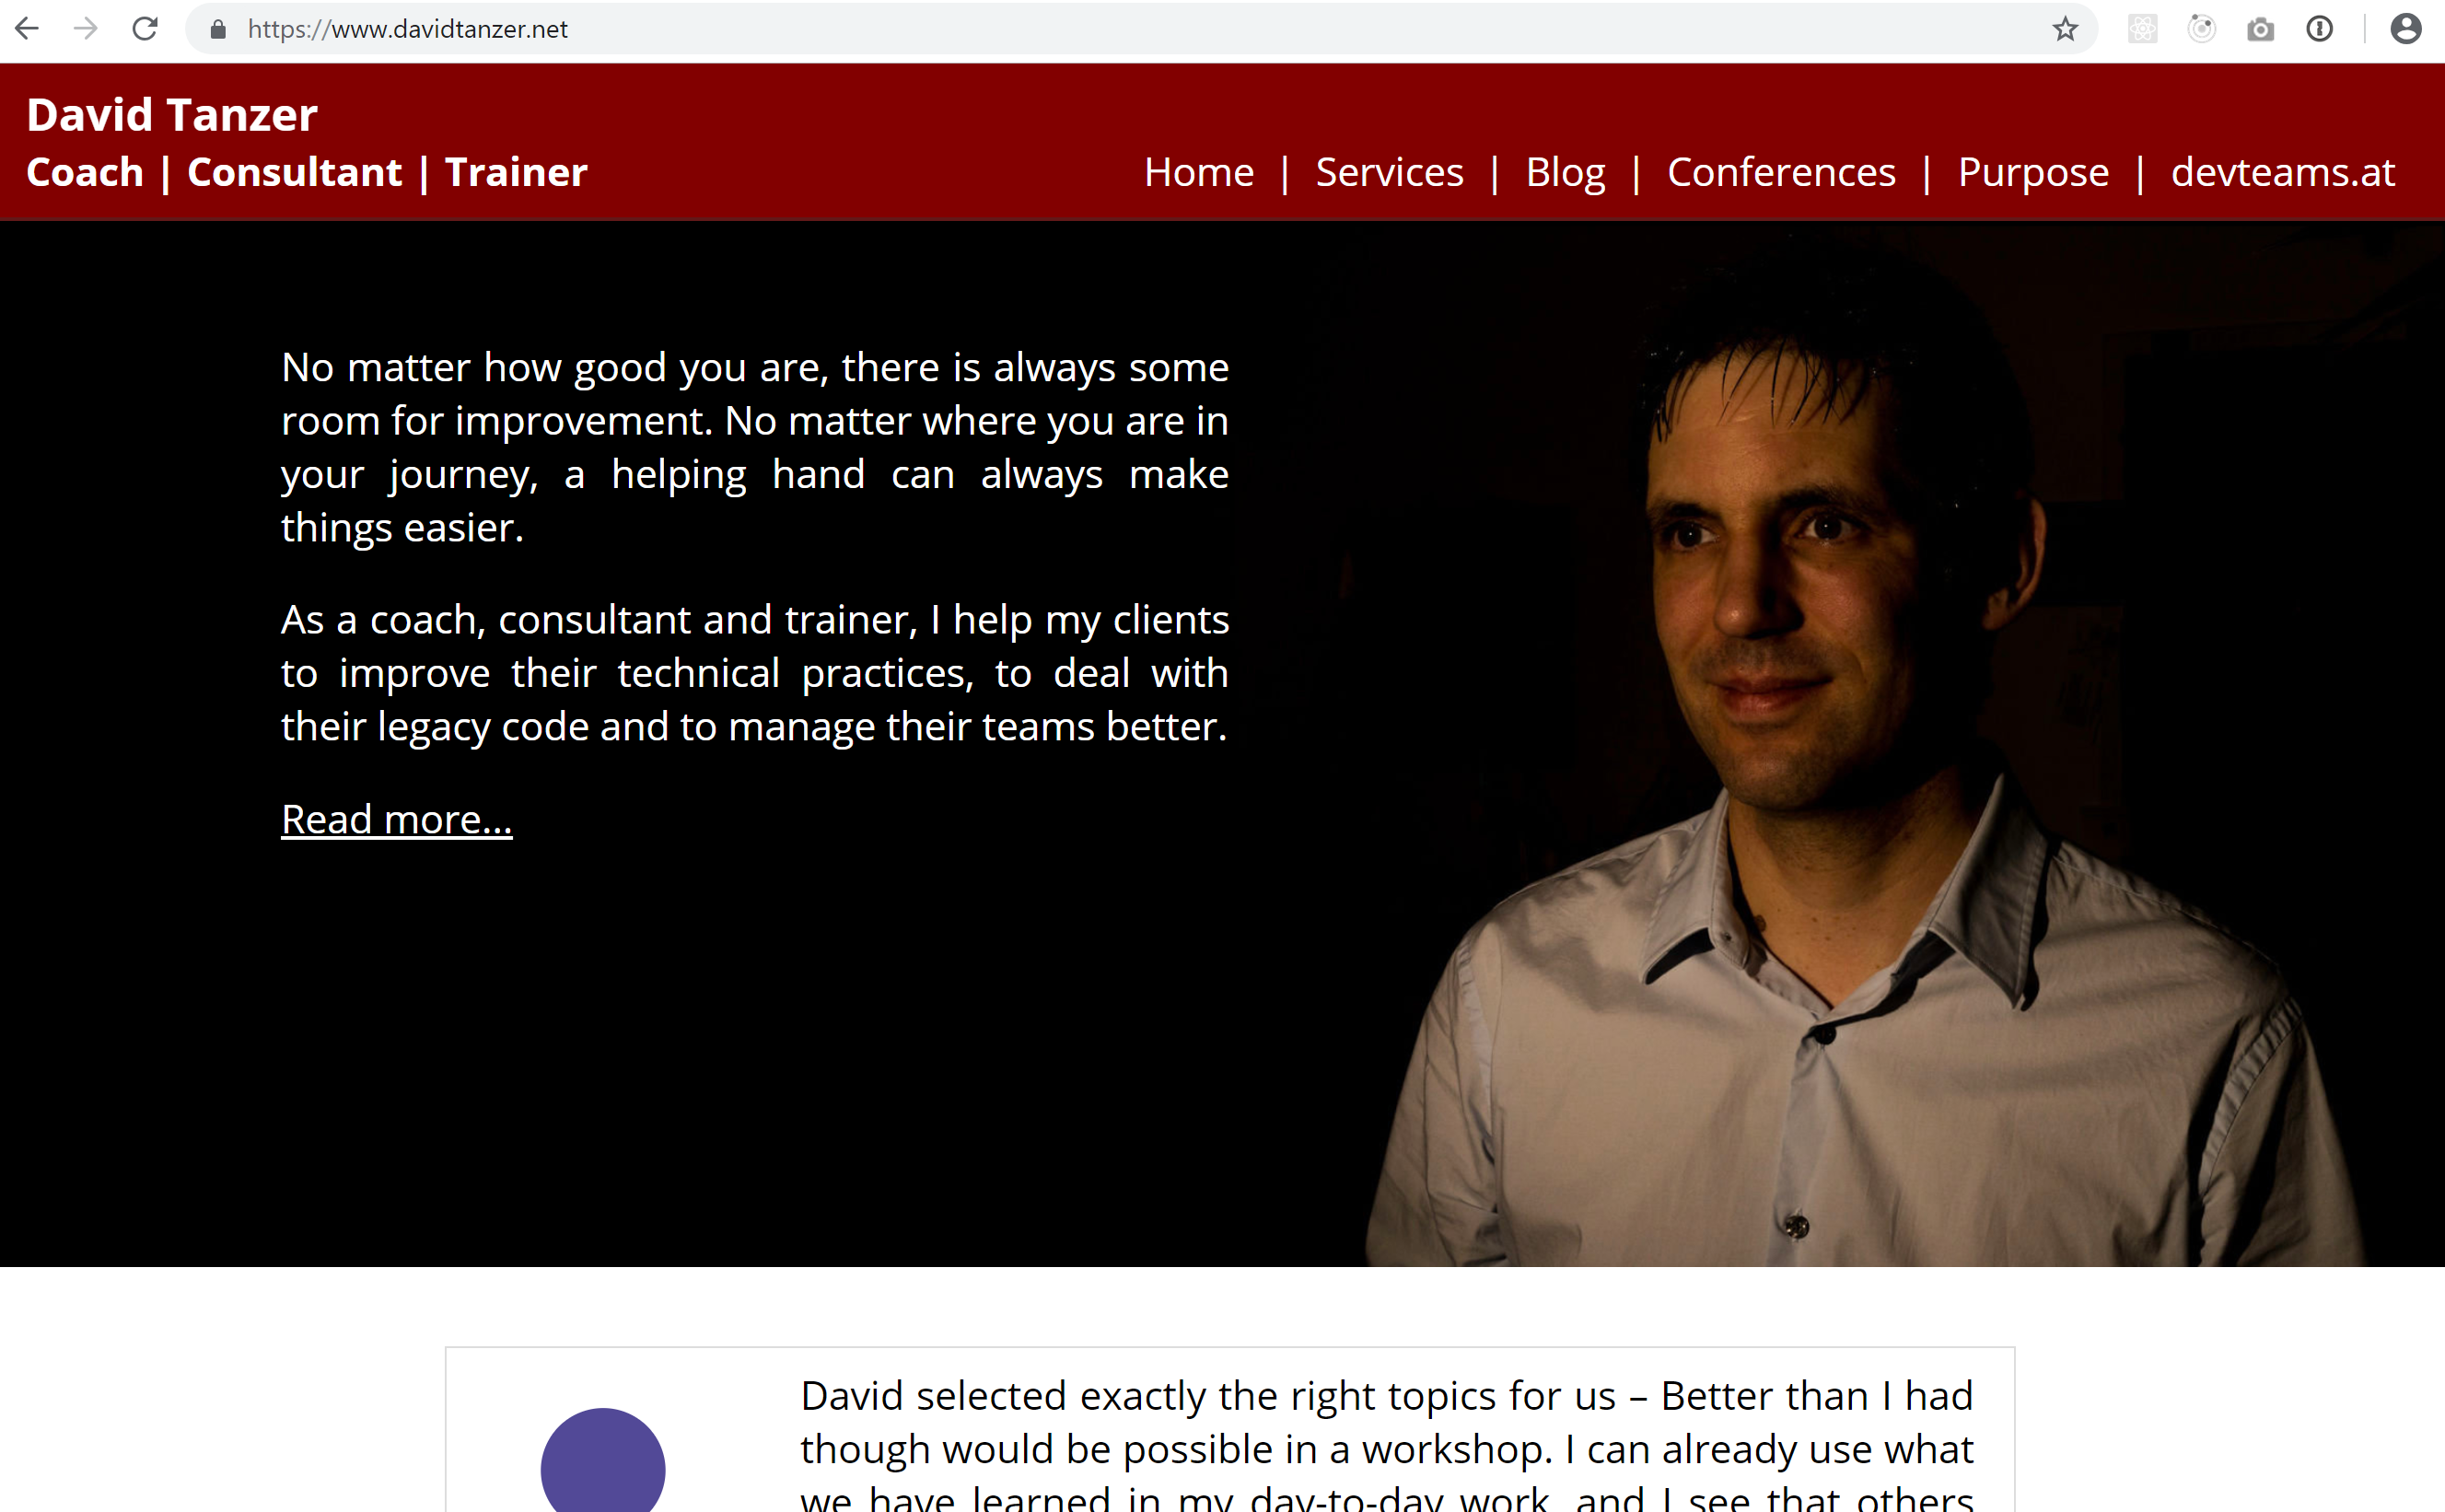 https://www.davidtanzer.net
David Tanzer
Coach | Consultant | Trainer
Home | Services | Blog | Conferences | Purpose | devteams.at
No matter how good you are, there is always some
room for improvement. No matter where you are in
your journey, a helping hand can always make
things easier.
As a coach, consultant and trainer, I help my clients
to improve their technical practices, to deal with
their legacy code and to manage their teams better.
Read more...
David selected exactly the right topics for us – Better than I had
though would be possible in a workshop. I can already use what
we have learned in my day-to-day work, and I see that others